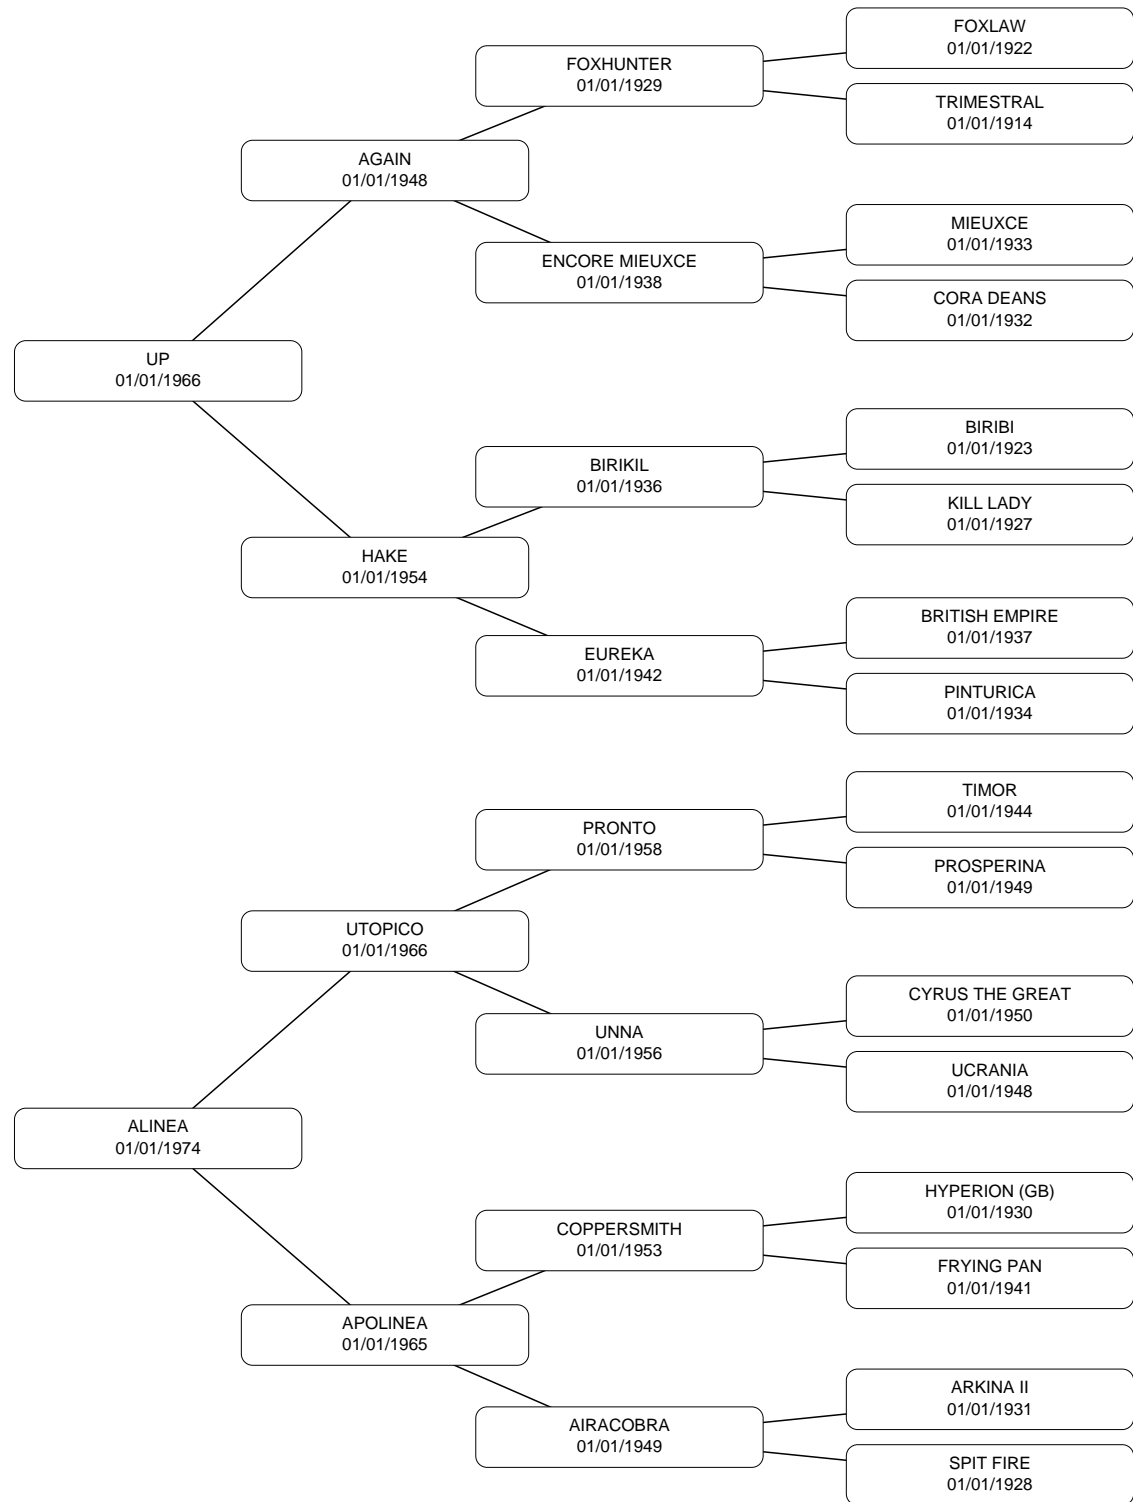 FOXLAW
01/01/1922
FOXHUNTER
01/01/1929
TRIMESTRAL
01/01/1914
AGAIN
01/01/1948
MIEUXCE
01/01/1933
ENCORE MIEUXCE
01/01/1938
CORA DEANS
01/01/1932
UP
01/01/1966
BIRIBI
01/01/1923
BIRIKIL
01/01/1936
KILL LADY
01/01/1927
HAKE
01/01/1954
BRITISH EMPIRE
01/01/1937
EUREKA
01/01/1942
PINTURICA
01/01/1934
TIMOR
01/01/1944
PRONTO
01/01/1958
PROSPERINA
01/01/1949
UTOPICO
01/01/1966
CYRUS THE GREAT
01/01/1950
UNNA
01/01/1956
UCRANIA
01/01/1948
ALINEA
01/01/1974
HYPERION (GB)
01/01/1930
COPPERSMITH
01/01/1953
FRYING PAN
01/01/1941
APOLINEA
01/01/1965
ARKINA II
01/01/1931
AIRACOBRA
01/01/1949
SPIT FIRE
01/01/1928